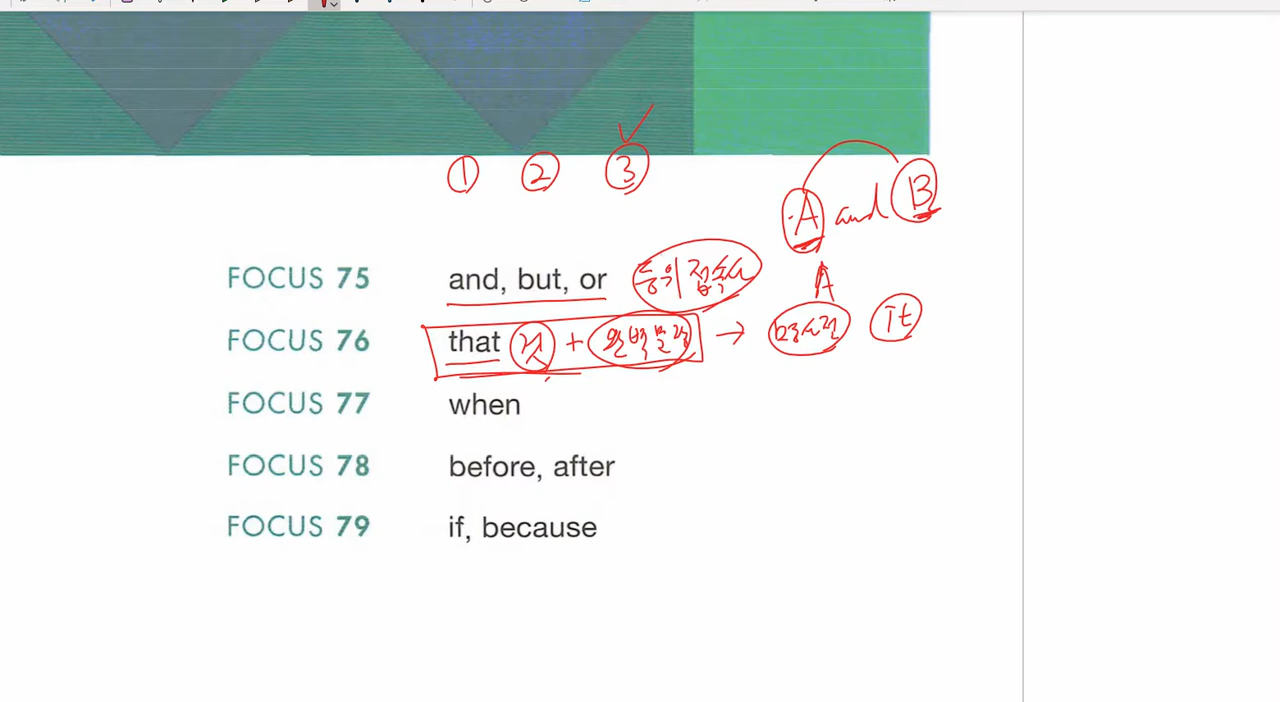 ① ② ③
A and B
FOCUS 75 and, but, or 등위접속사
A
FOCUS 76 that 것 + 완벽문장 → 명사절 It
FOCUS 77 when
FOCUS 78 before, after
FOCUS 79 if, because